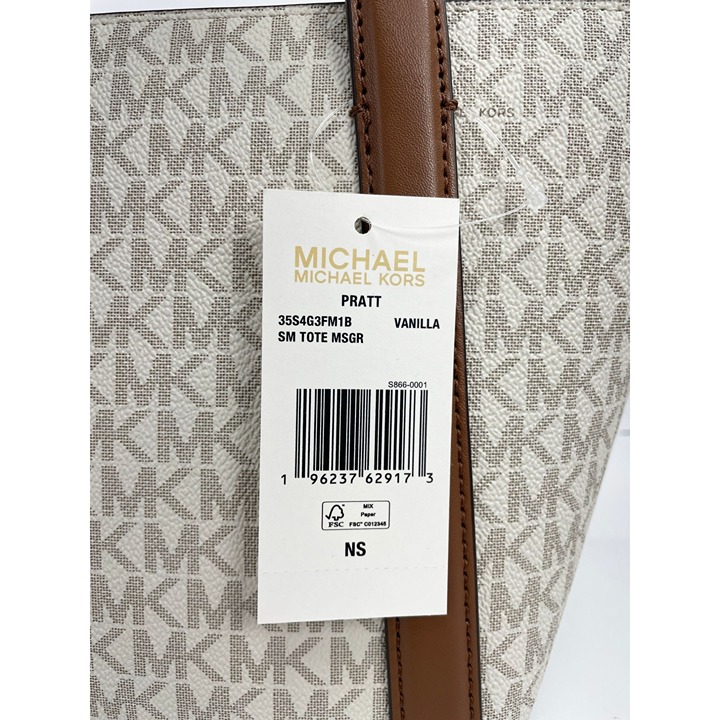 KORS
MICHAEL
MICHAEL KORS
PRATT
35S4G3FM1B VANILLA
SM TOTE MSGR
S866-0001
1 96237 62917 3
FSC
MIX
Paper
FSC® C012345
NS